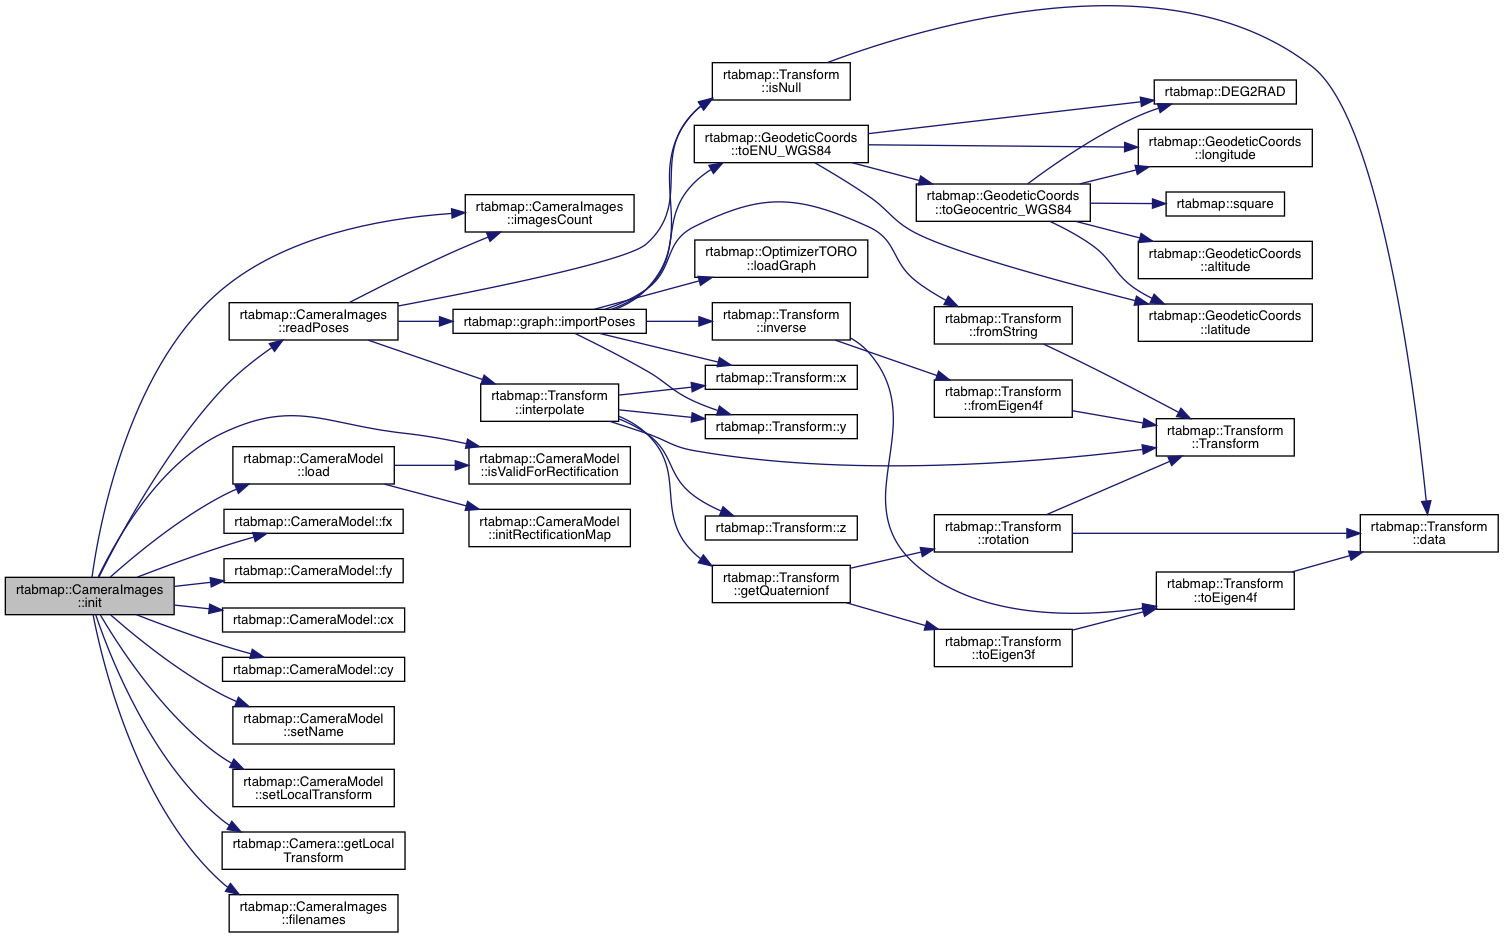 rtabmap::CameraImages
::init
rtabmap::CameraImages
::imagesCount
rtabmap::CameraImages
::readPoses
rtabmap::graph::importPoses
rtabmap::Transform
::interpolate
rtabmap::CameraModel
::load
rtabmap::CameraModel
::isValidForRectification
rtabmap::CameraModel
::initRectificationMap
rtabmap::CameraModel::fx
rtabmap::CameraModel::fy
rtabmap::CameraModel::cx
rtabmap::CameraModel::cy
rtabmap::CameraModel
::setName
rtabmap::CameraModel
::setLocalTransform
rtabmap::Camera::getLocal
Transform
rtabmap::CameraImages
::filenames
rtabmap::Transform
::isNull
rtabmap::GeodeticCoords
::toENU_WGS84
rtabmap::OptimizerTORO
::loadGraph
rtabmap::Transform
::inverse
rtabmap::Transform::x
rtabmap::Transform::y
rtabmap::Transform::z
rtabmap::Transform
::getQuaternionf
rtabmap::GeodeticCoords
::toGeocentric_WGS84
rtabmap::Transform
::fromString
rtabmap::Transform
::fromEigen4f
rtabmap::Transform
::rotation
rtabmap::Transform
::toEigen3f
rtabmap::DEG2RAD
rtabmap::GeodeticCoords
::longitude
rtabmap::square
rtabmap::GeodeticCoords
::altitude
rtabmap::GeodeticCoords
::latitude
rtabmap::Transform
::Transform
rtabmap::Transform
::toEigen4f
rtabmap::Transform
::data